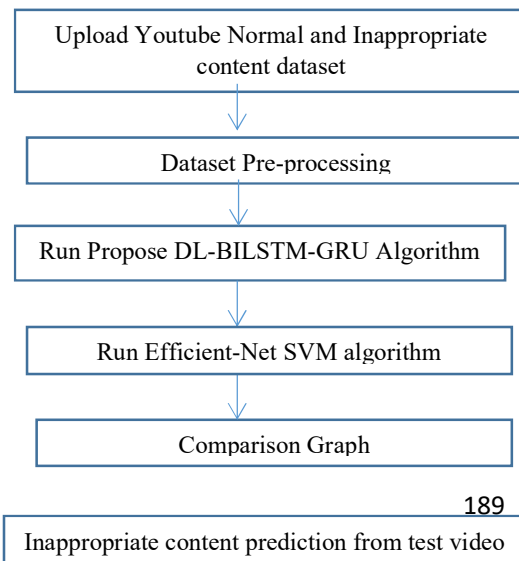 Upload Youtube Normal and Inappropriate
content dataset
Dataset Pre-processing
Run Propose DL-BILSTM-GRU Algorithm
Run Efficient-Net SVM algorithm
Comparison Graph
189
Inappropriate content prediction from test video